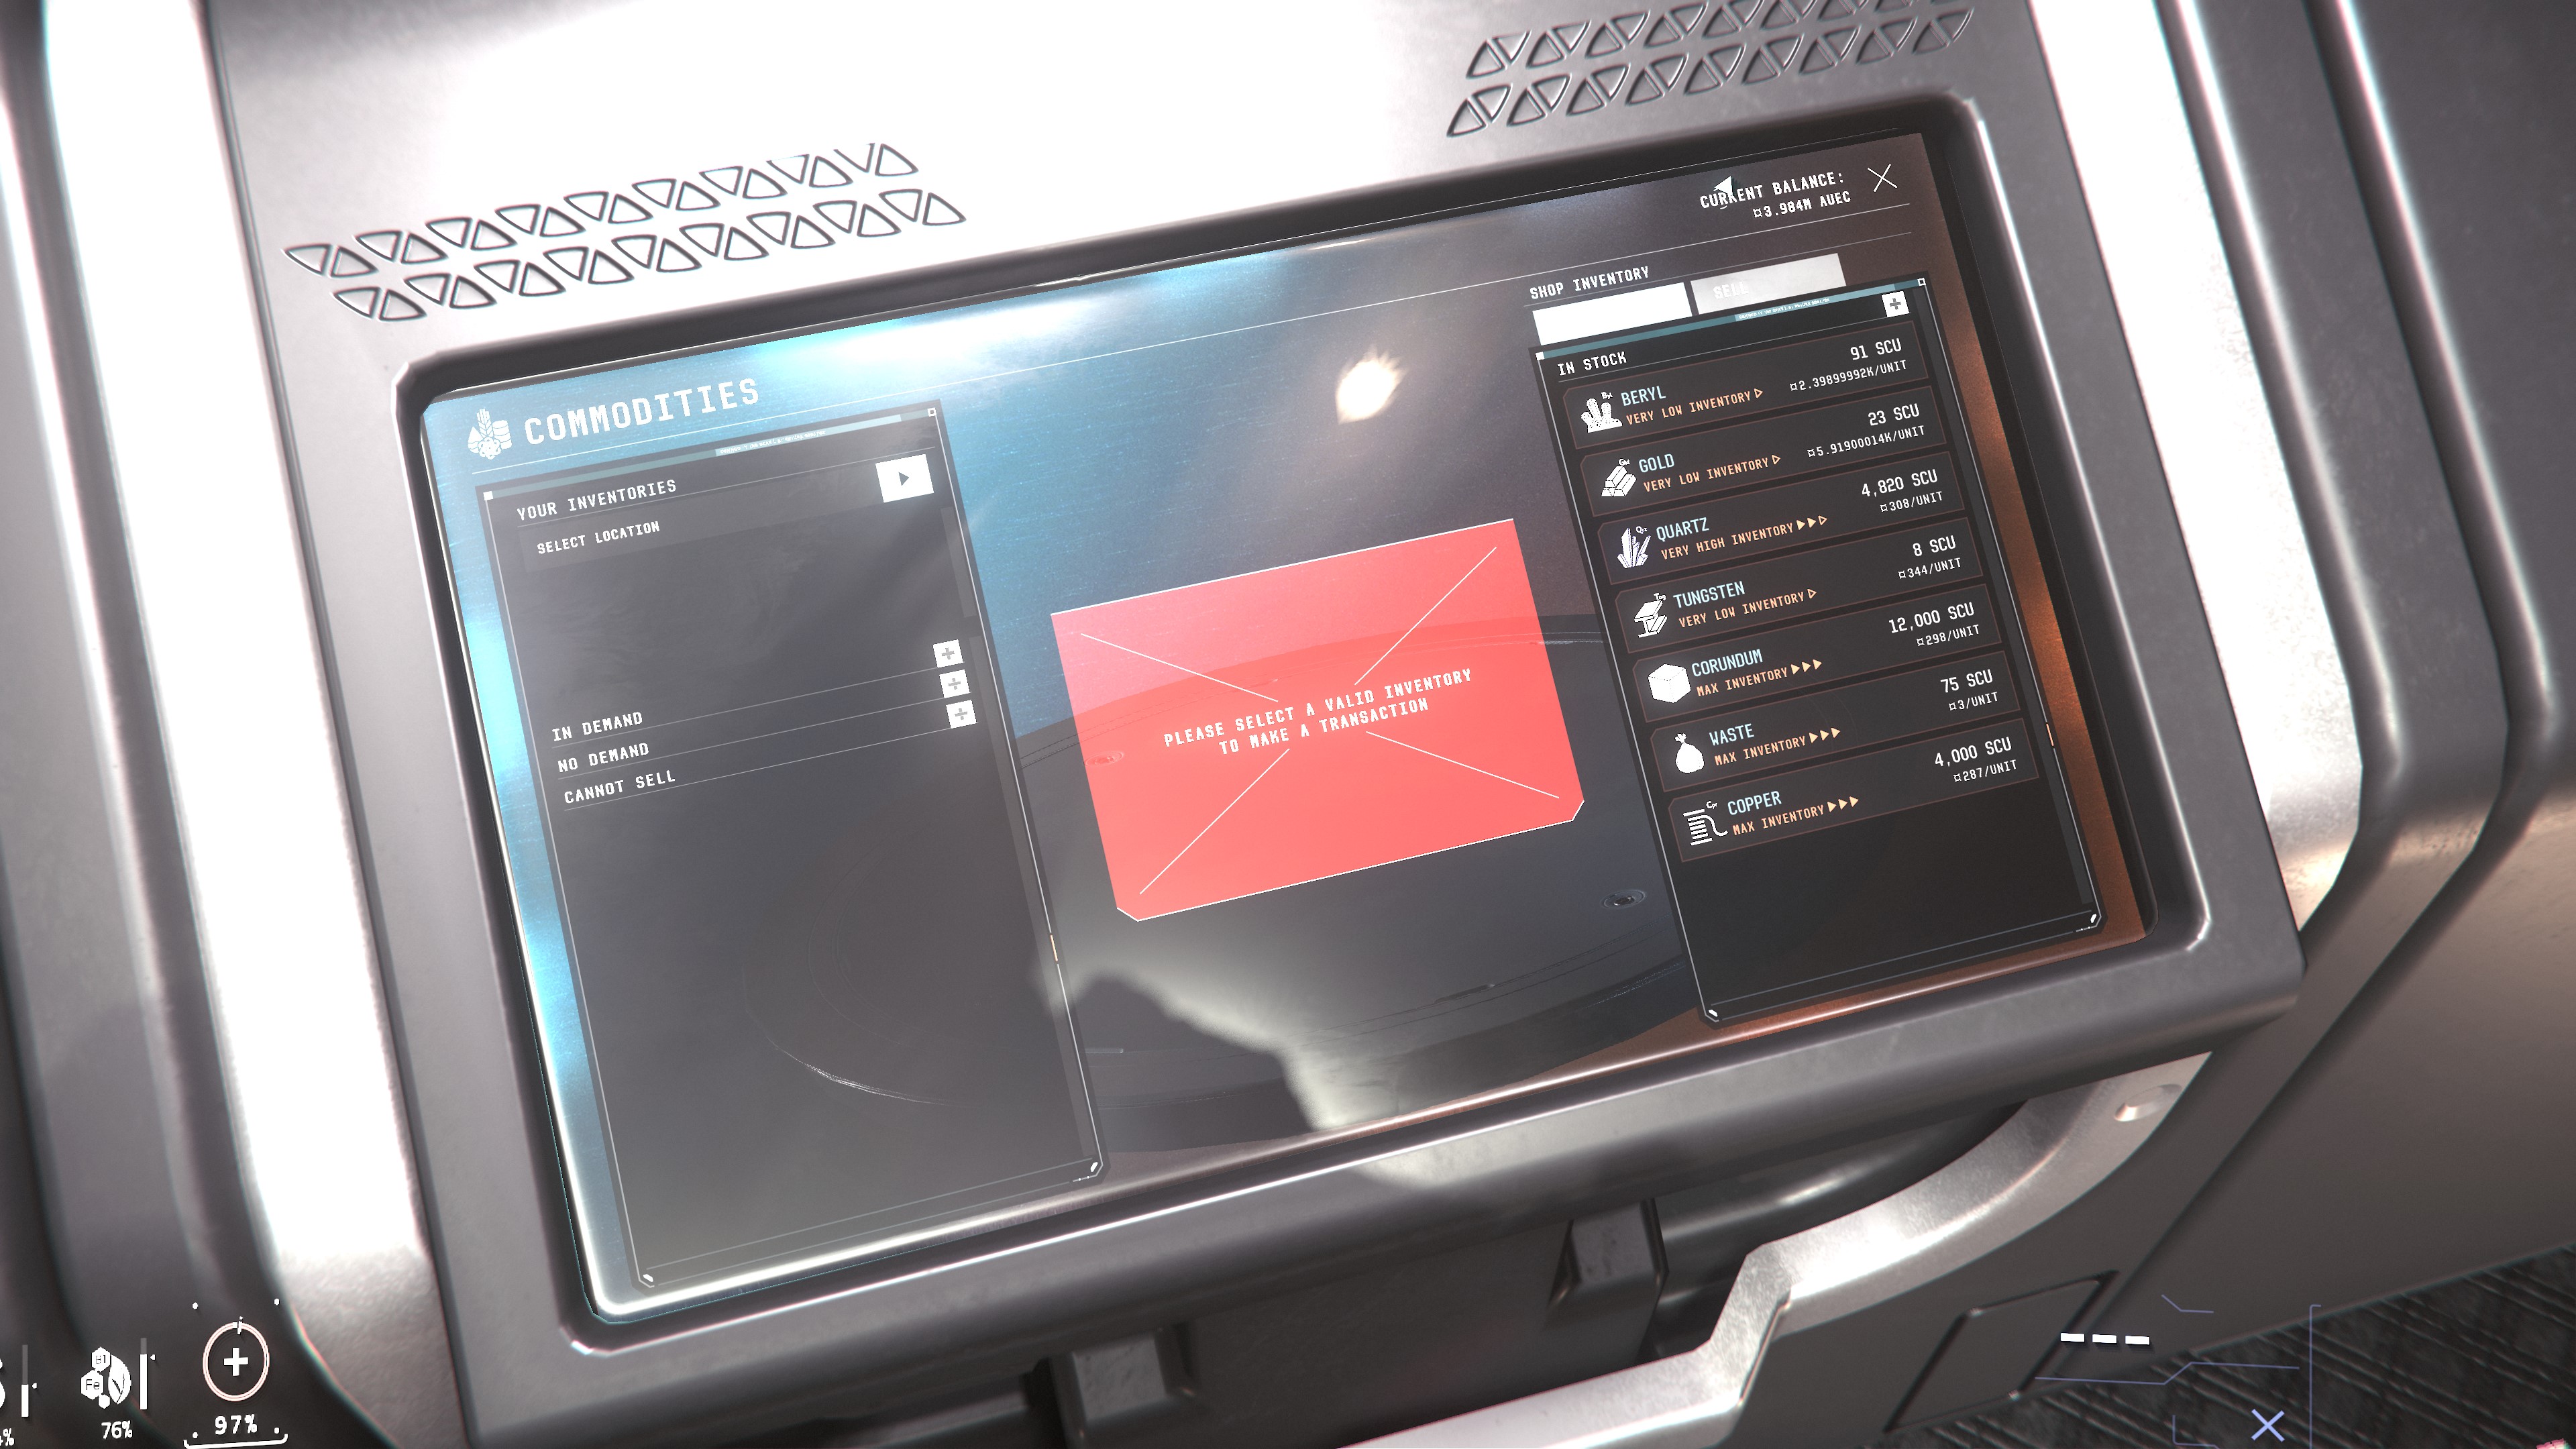 CURRENT BALANCE:
¤3.984M AUEC
COMMODITIES
YOUR INVENTORIES
SELECT LOCATION
IN DEMAND
NO DEMAND
CANNOT SELL
PLEASE SELECT A VALID INVENTORY
TO MAKE A TRANSACTION
SHOP INVENTORY
SELL
IN STOCK
BERYL
VERY LOW INVENTORY
91 SCU
¤2.39899992K/UNIT
GOLD
VERY LOW INVENTORY
23 SCU
¤5.91900014K/UNIT
QUARTZ
VERY HIGH INVENTORY
4,820 SCU
¤308/UNIT
TUNGSTEN
VERY LOW INVENTORY
8 SCU
¤344/UNIT
CORUNDUM
MAX INVENTORY
12,000 SCU
¤298/UNIT
WASTE
MAX INVENTORY
75 SCU
¤3/UNIT
COPPER
MAX INVENTORY
4,000 SCU
¤287/UNIT
B1
Fe
76%
97%